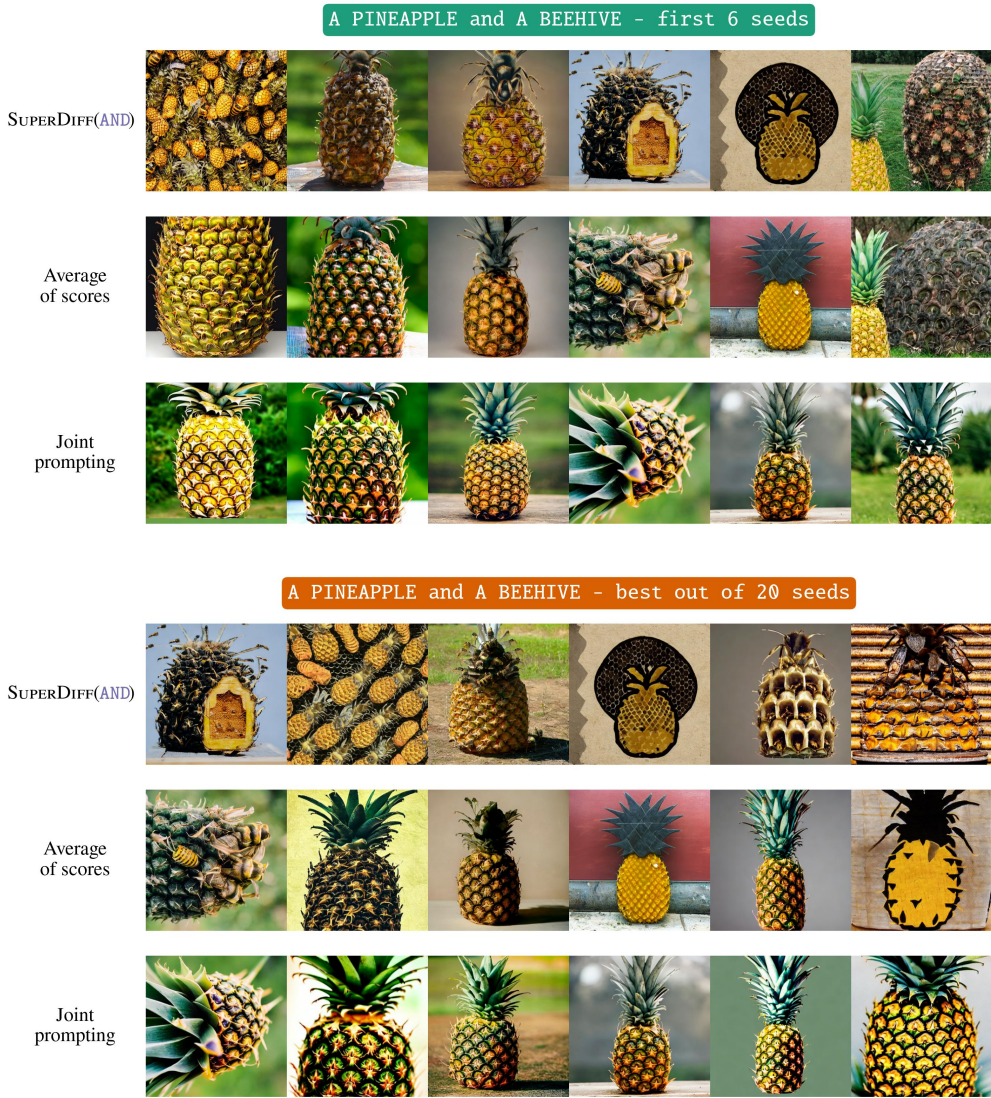 A PINEAPPLE and A BEEHIVE - first 6 seeds
SUPERDIFF(AND)
Average
of scores
Joint
prompting
A PINEAPPLE and A BEEHIVE - best out of 20 seeds
SUPERDIFF(AND)
Average
of scores
Joint
prompting